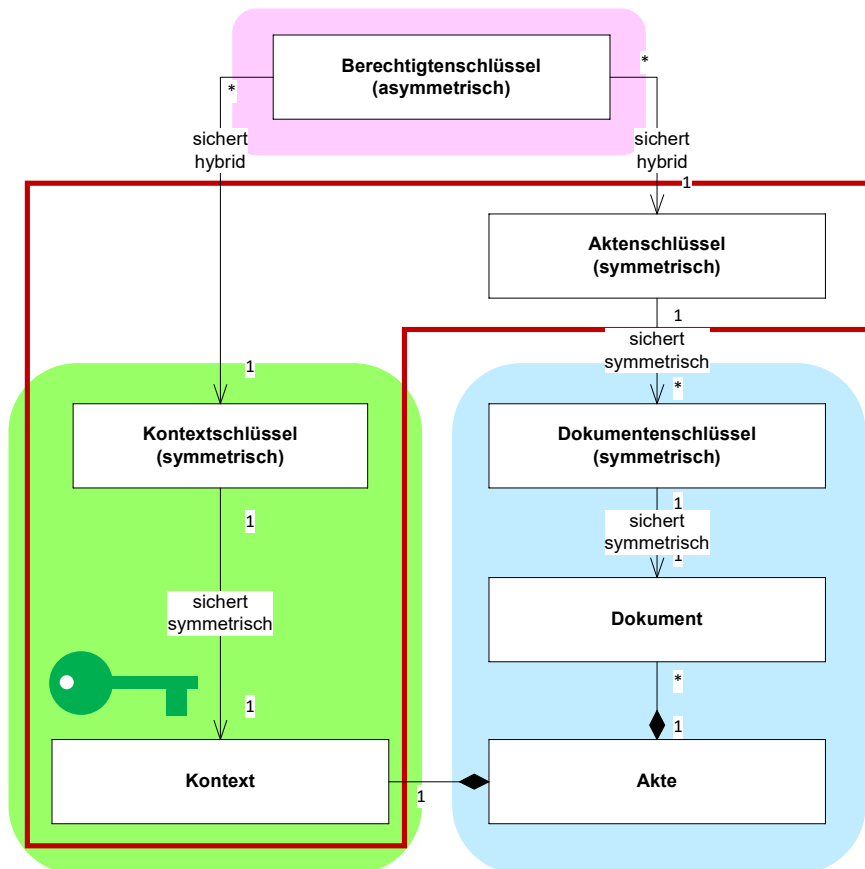 Berechtigtenschlüssel
(asymmetrisch)
*
*
sichert
hybrid
sichert
hybrid
1
Aktenschlüssel
(symmetrisch)
1
sichert
symmetrisch
1
*
Kontextschlüssel
(symmetrisch)
Dokumentenschlüssel
(symmetrisch)
1
1
sichert
symmetrisch
1
sichert
symmetrisch
Dokument
*
1
1
Kontext
1
Akte